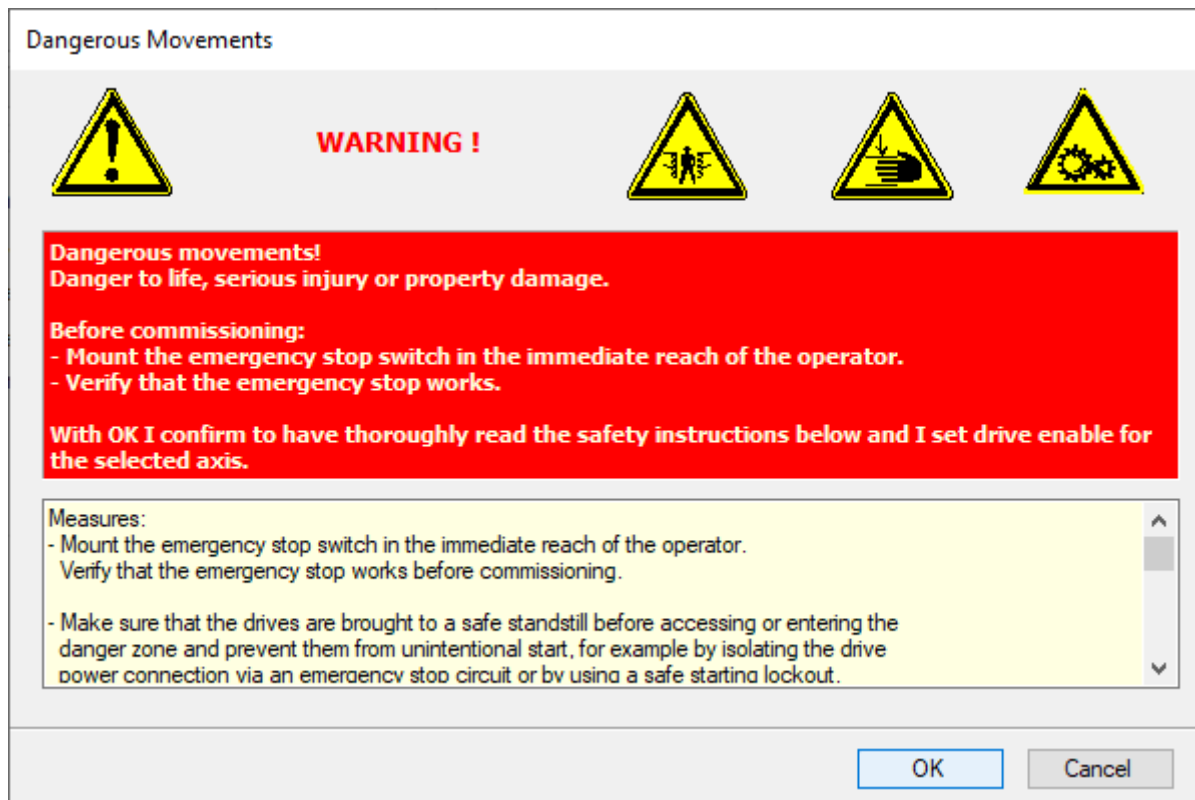 Dangerous Movements
WARNING !
Dangerous movements!
Danger to life, serious injury or property damage.
Before commissioning:
- Mount the emergency stop switch in the immediate reach of the operator.
- Verify that the emergency stop works.
With OK I confirm to have thoroughly read the safety instructions below and I set drive enable for
the selected axis.
Measures:
- Mount the emergency stop switch in the immediate reach of the operator.
Verify that the emergency stop works before commissioning.
- Make sure that the drives are brought to a safe standstill before accessing or entering the
danger zone and prevent them from unintentional start, for example by isolating the drive
power connection via an emergency stop circuit or by using a safe starting lockout.
OK
Cancel